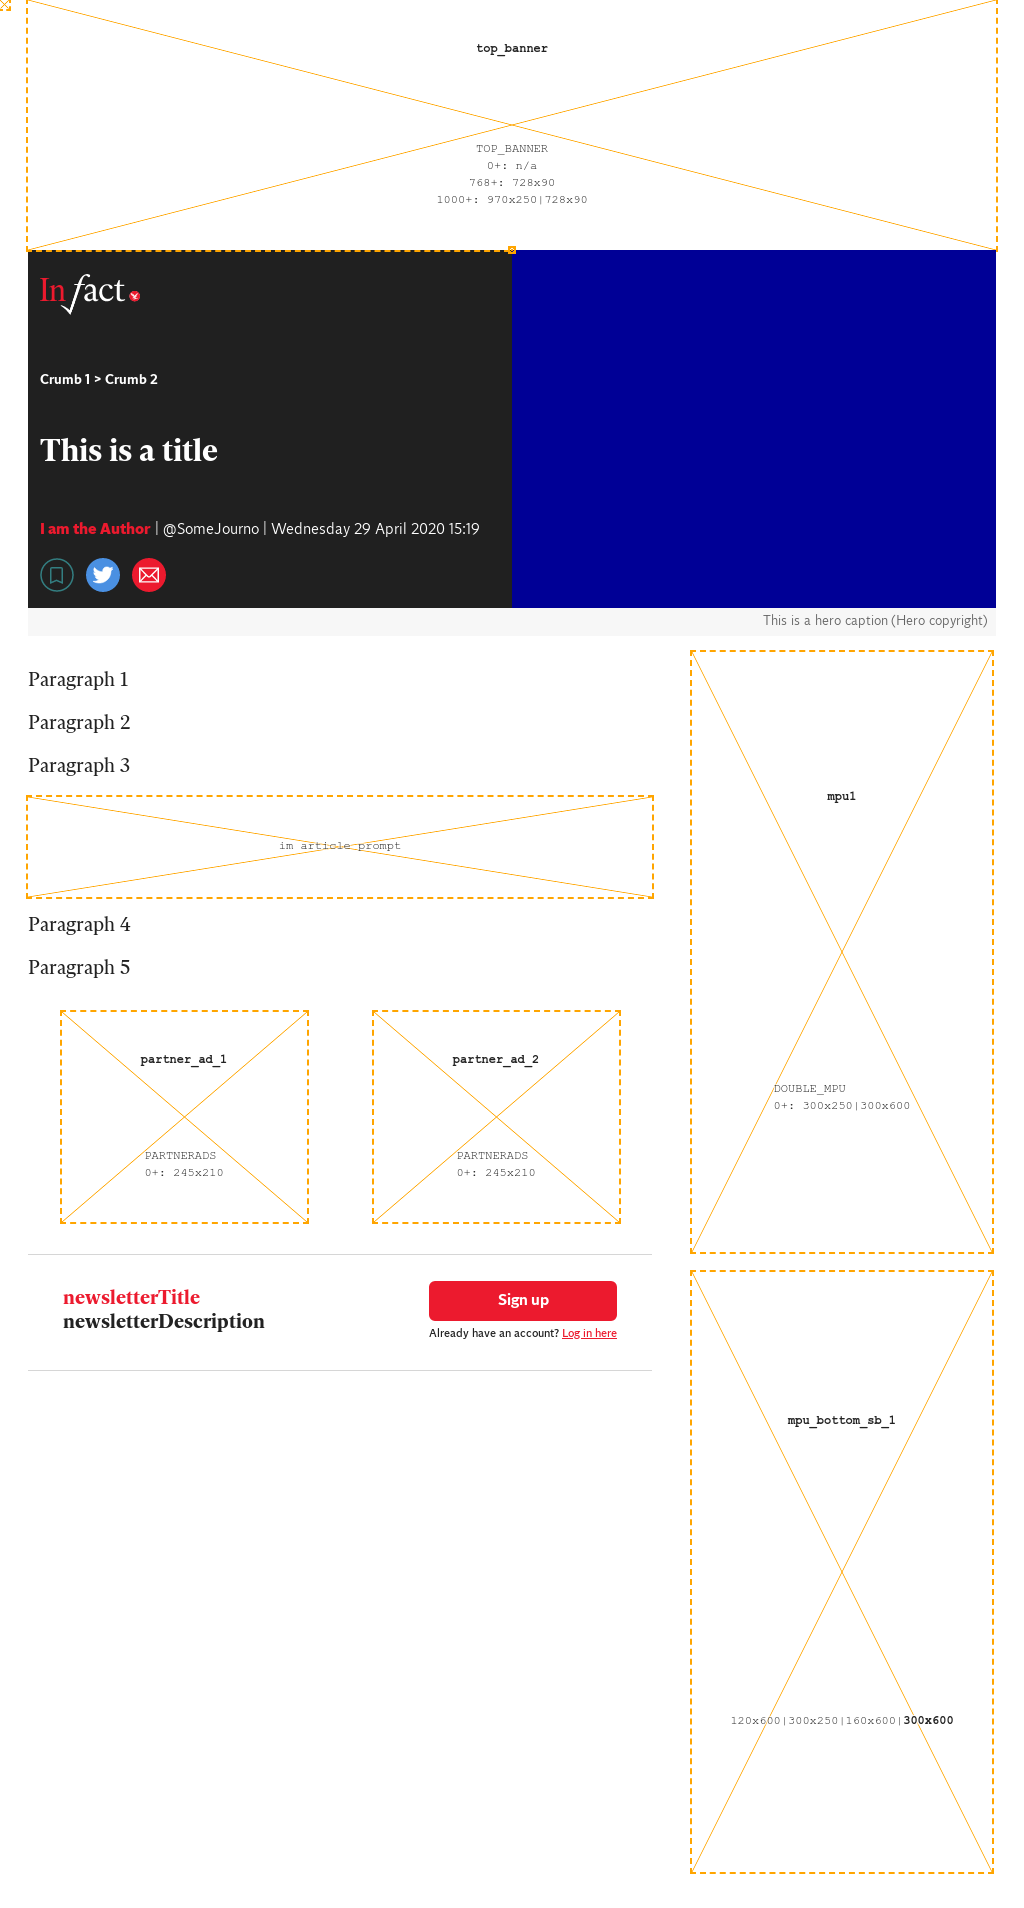 top_banner
TOP_BANNER
0+: n/a
768+: 728x90
1000+: 970x250|728x90
In fact
Crumb 1 > Crumb 2
This is a title
I am the Author | @SomeJourno | Wednesday 29 April 2020 15:19
This is a hero caption (Hero copyright)
Paragraph 1
Paragraph 2
Paragraph 3
im article prompt
Paragraph 4
Paragraph 5
partner_ad_1
PARTNERADS
0+: 245x210
partner_ad_2
PARTNERADS
0+: 245x210
newsletterTitle
newsletterDescription
Sign up
Already have an account? Log in here
mpu1
DOUBLE_MPU
0+: 300x250|300x600
mpu_bottom_sb_1
120x600|300x250|160x600|300x600